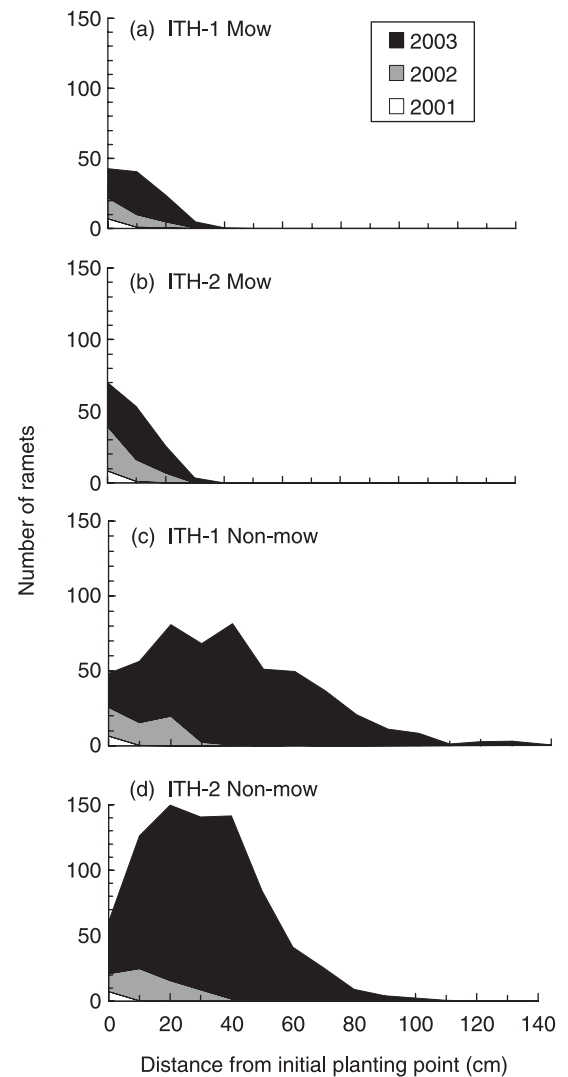 150
(a) ITH-1 Mow
2003
2002
2001
100
50
0
150
(b) ITH-2 Mow
100
50
0
Number of ramets
150
(c) ITH-1 Non-mow
100
50
0
(d) ITH-2 Non-mow
150
100
50
0
0 20 40 60 80 100 120 140
Distance from initial planting point (cm)